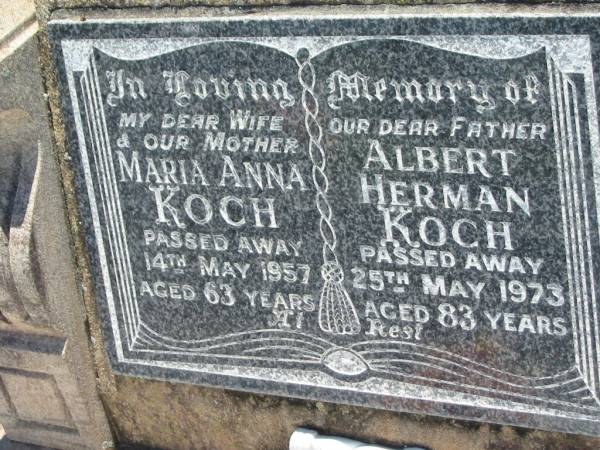 In Loving Memory of
MY DEAR WIFE
& OUR MOTHER
MARIA ANNA
KOCH
PASSED AWAY
14TH MAY 1957
AGED 63 YEARS
OUR DEAR FATHER
ALBERT
HERMAN
KOCH
PASSED AWAY
25TH MAY 1973
AGED 83 YEARS
At Rest